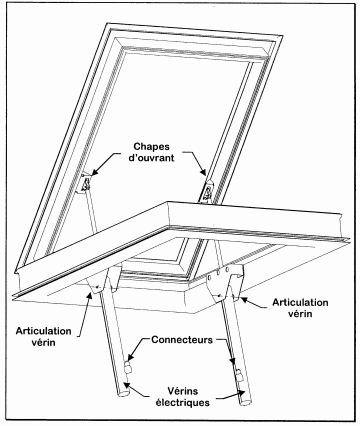 Chapes
d'ouvrant
Articulation
vérin
Articulation
vérin
Connecteurs
Vérins
électriques